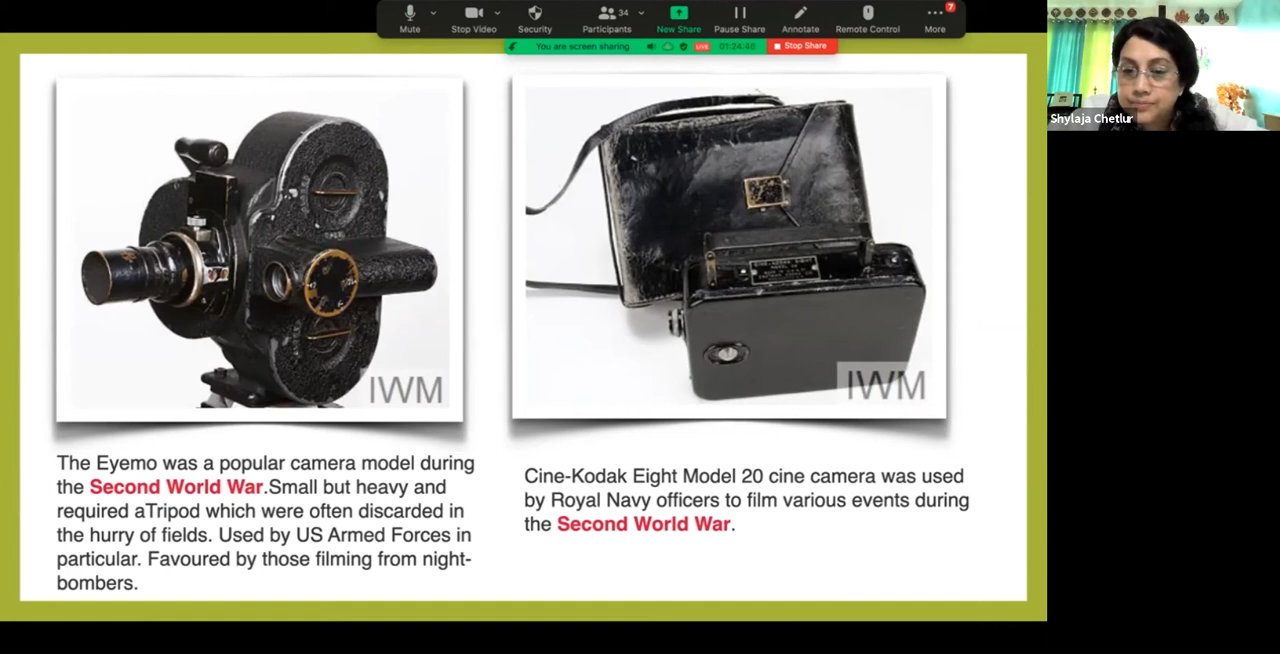 34
7
Mute
Stop Video
Security
Participants
New Share
Pause Share
Annotate
Remote Control
More
You are screen sharing
LIVE
01:24:46
Stop Share
Shylaja Chetlur
CINE-KODAK EIGHT
IWM
IWM
The Eyemo was a popular camera model during
the Second World War.Small but heavy and
required aTripod which were often discarded in
the hurry of fields. Used by US Armed Forces in
particular. Favoured by those filming from night-
bombers.
Cine-Kodak Eight Model 20 cine camera was used
by Royal Navy officers to film various events during
the Second World War.